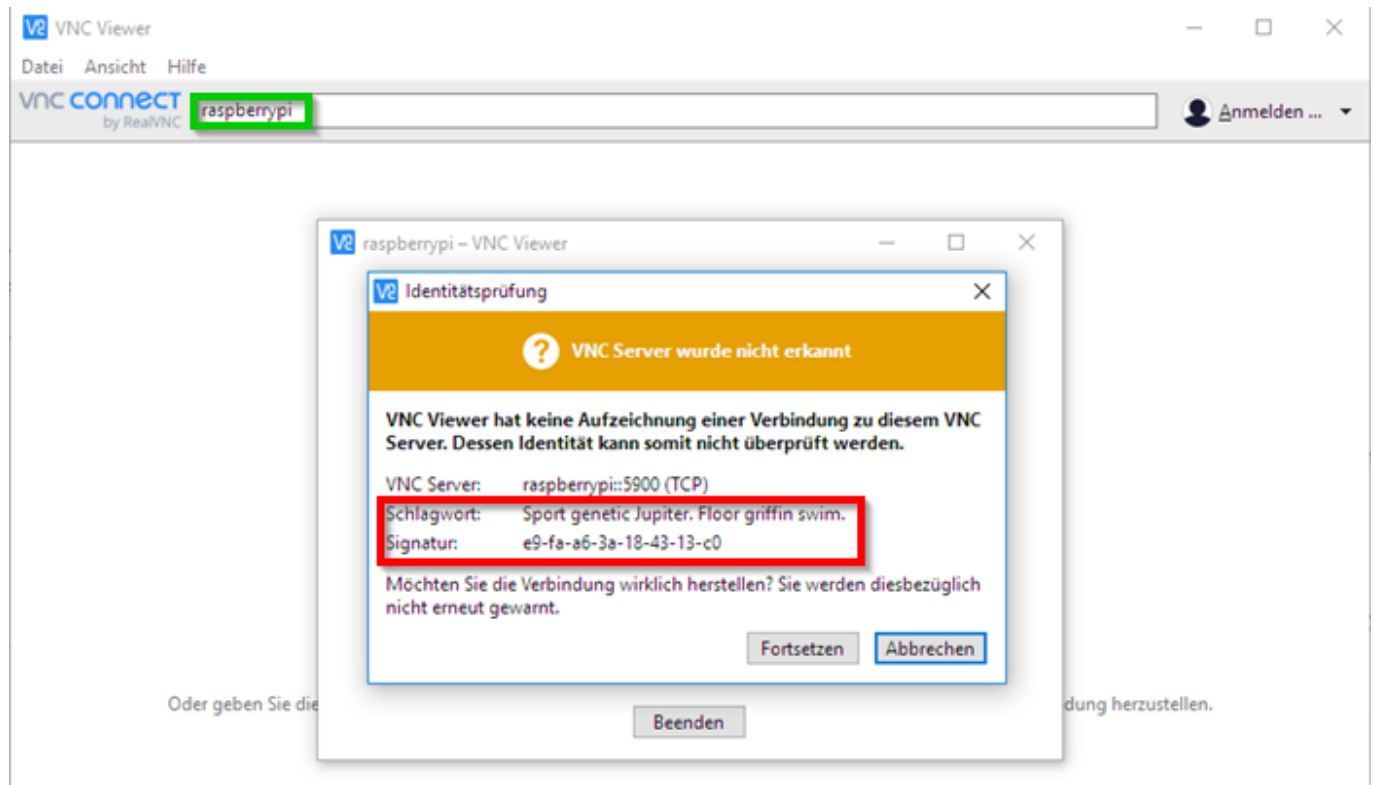 VNC Viewer
Datei Ansicht Hilfe
vnc connect
by RealVNC
raspberrypi
Anmelden ...
raspberrypi – VNC Viewer
Identitätsprüfung
VNC Server wurde nicht erkannt
VNC Viewer hat keine Aufzeichnung einer Verbindung zu diesem VNC
Server. Dessen Identität kann somit nicht überprüft werden.
VNC Server: raspberrypi::5900 (TCP)
Schlagwort: Sport genetic Jupiter. Floor griffin swim.
Signatur: e9-fa-a6-3a-18-43-13-c0
Möchten Sie die Verbindung wirklich herstellen? Sie werden diesbezüglich
nicht erneut gewarnt.
Fortsetzen Abbrechen
Oder geben Sie die dung herzustellen.
Beenden